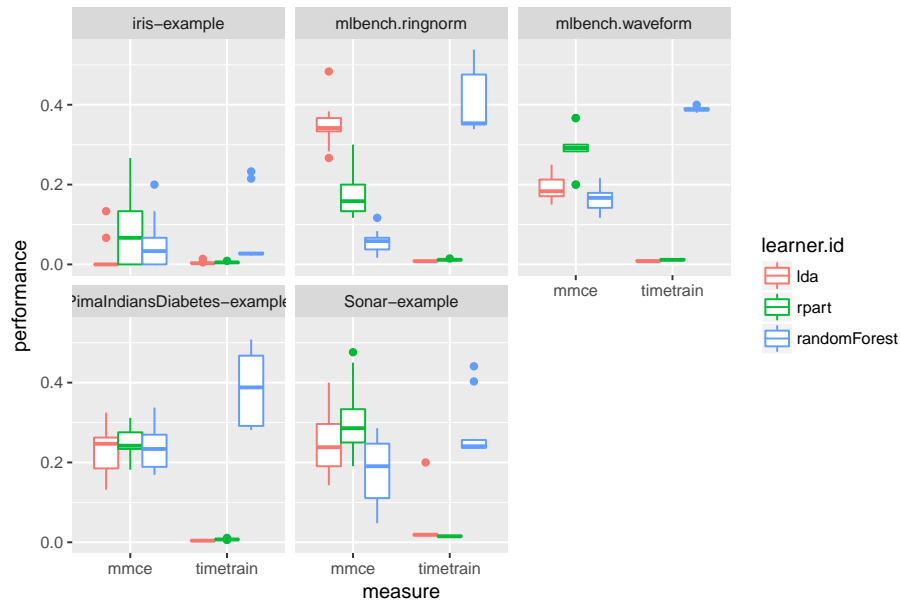 iris-example
mlbench.ringnorm
mlbench.waveform
0.4
0.2
0.0
mmce
timetrain
PimaIndiansDiabetes-example
Sonar-example
0.4
0.2
0.0
mmce
timetrain
mmce
timetrain
measure
performance
learner.id
lda
rpart
randomForest